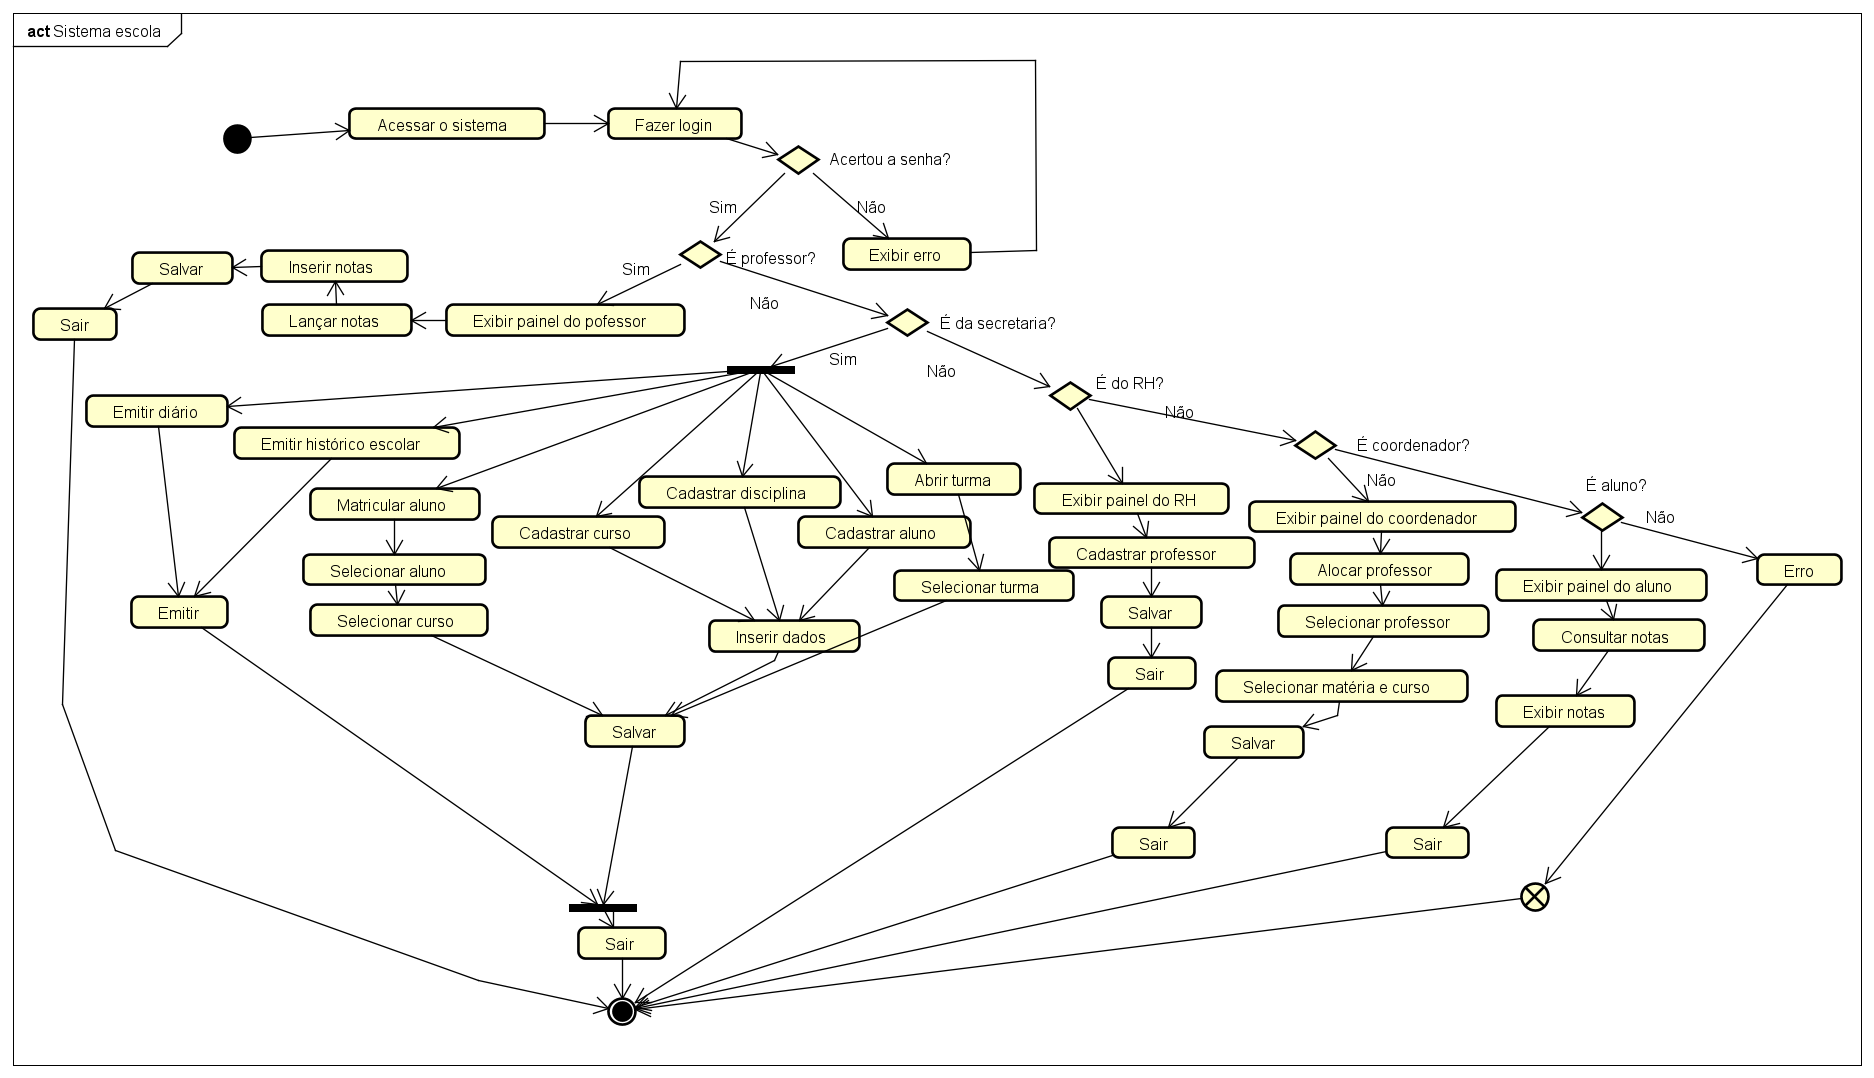 act Sistema escola
Acessar o sistema
Fazer login
Acertou a senha?
Sim
Não
Exibir erro
É professor?
Sim
Não
Salvar
Inserir notas
Sair
Lançar notas
Exibir painel do pofessor
É da secretaria?
Sim
Não
É do RH?
Não
É coordenador?
Não
É aluno?
Não
Emitir diário
Emitir histórico escolar
Matricular aluno
Cadastrar curso
Cadastrar disciplina
Cadastrar aluno
Abrir turma
Selecionar aluno
Selecionar curso
Selecionar turma
Emitir
Inserir dados
Salvar
Sair
Exibir painel do RH
Cadastrar professor
Salvar
Sair
Exibir painel do coordenador
Alocar professor
Selecionar professor
Selecionar matéria e curso
Salvar
Sair
Exibir painel do aluno
Consultar notas
Exibir notas
Sair
Erro